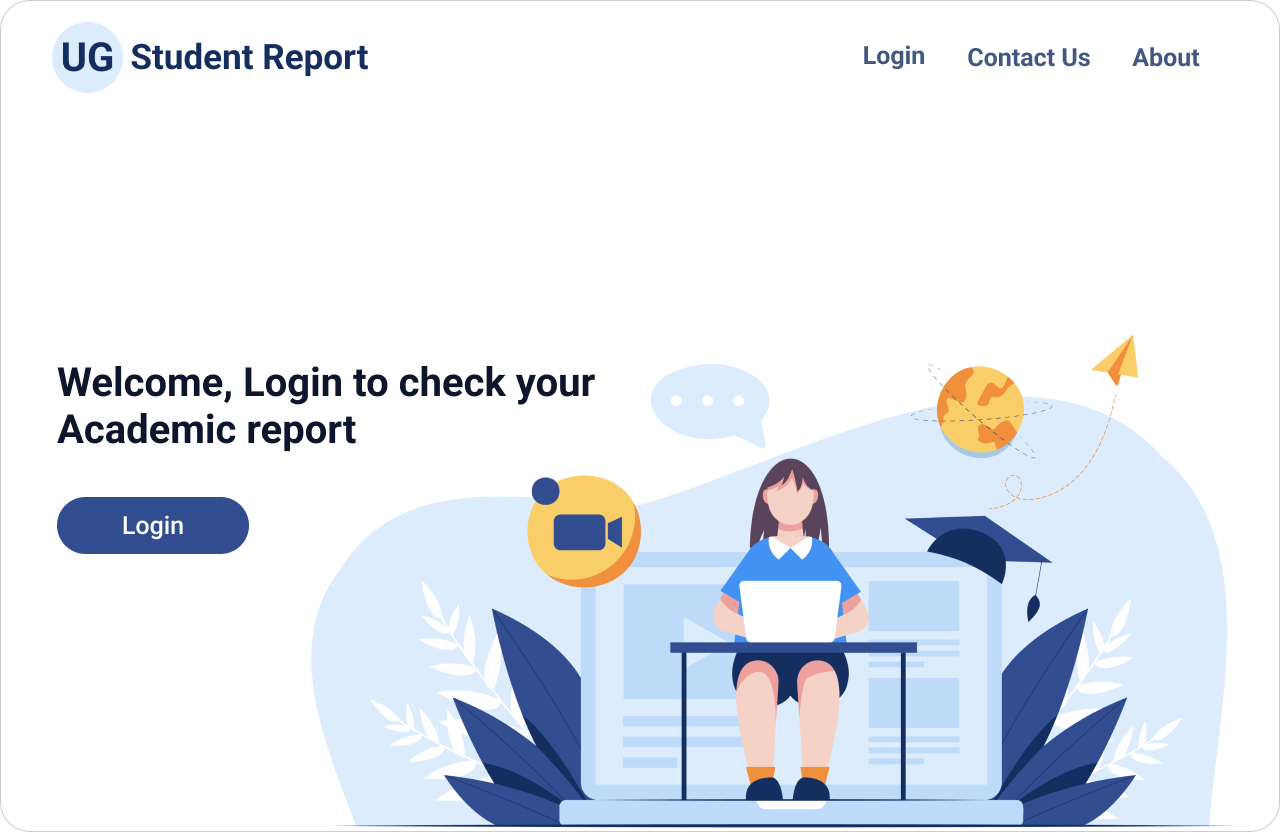 UG Student Report
Login Contact Us About
Welcome, Login to check your
Academic report
Login